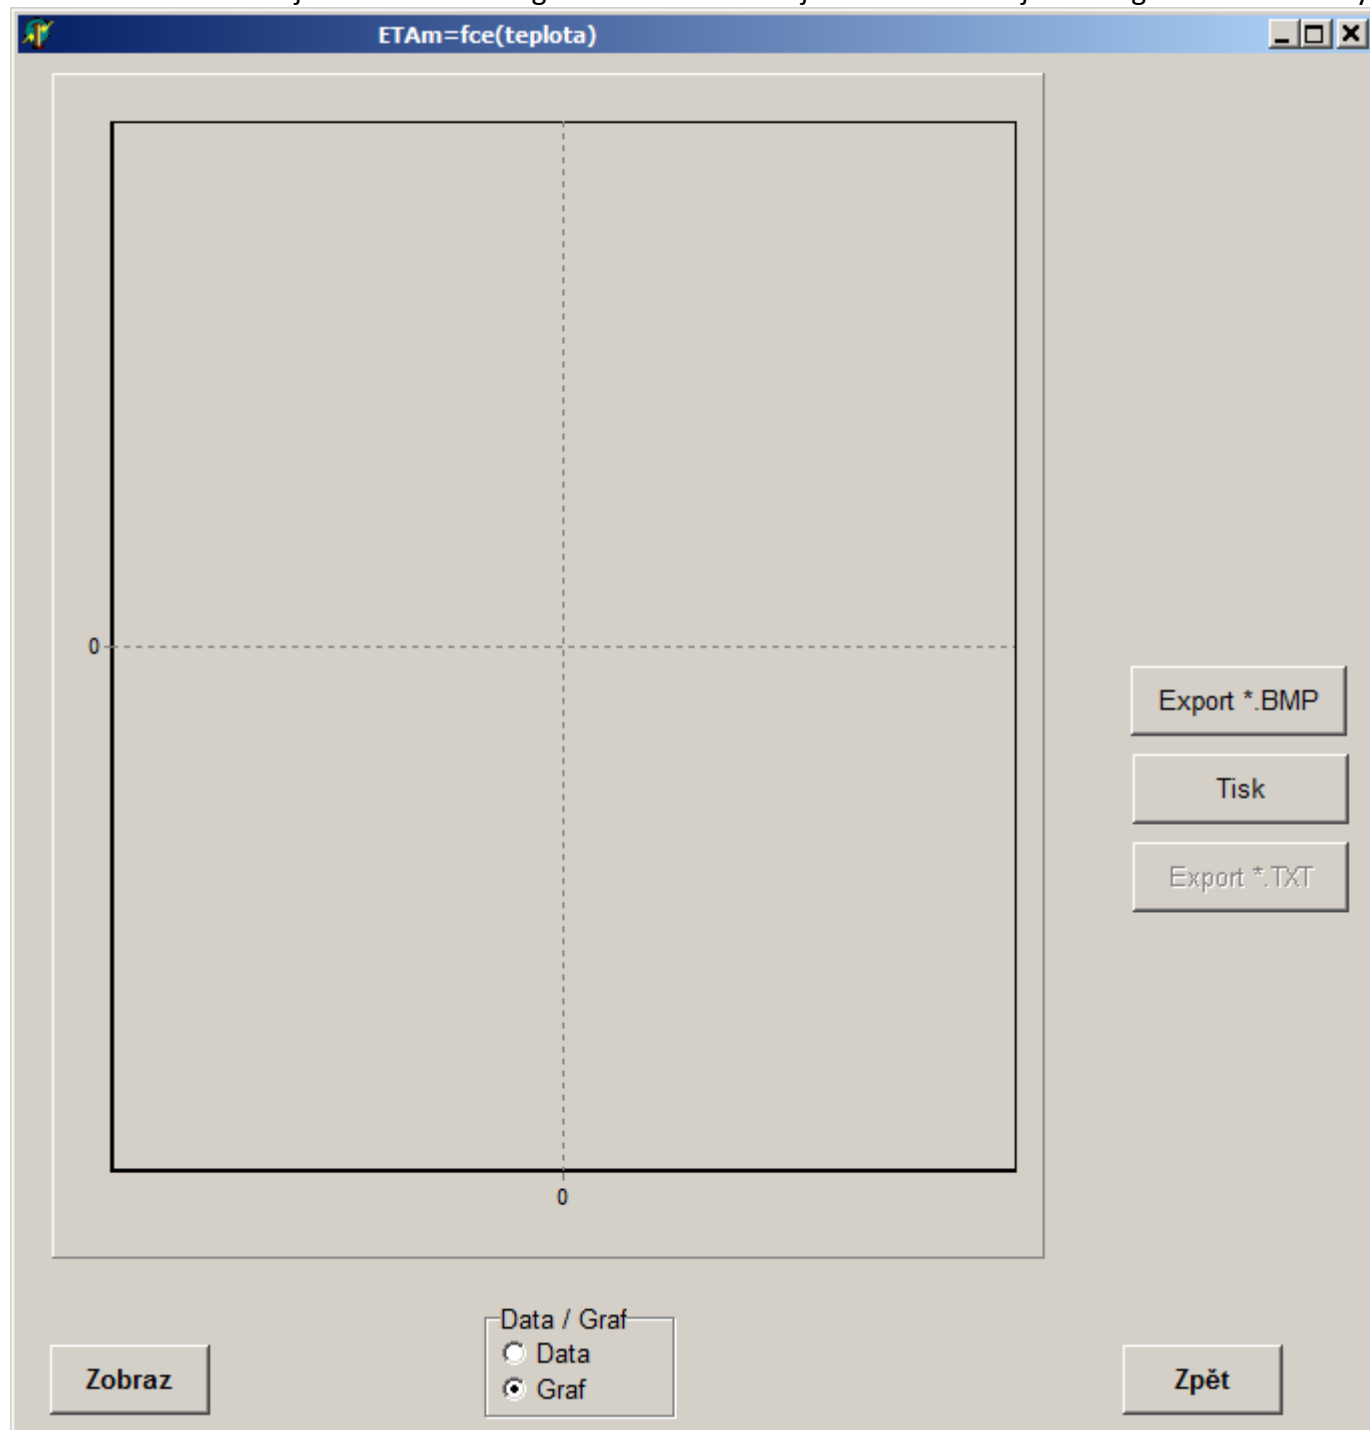 ETAm=fce(teplota)
0
0
Export *.BMP
Tisk
Export *.TXT
Data / Graf
Data
Graf
Zobraz
Zpět